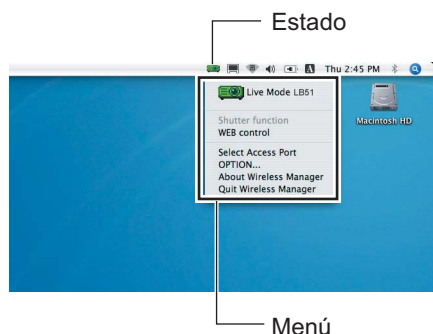 Estado
Thu 2:45 PM
Live Mode LB51
Macintosh HD
Shutter function
WEB control
Select Access Port
OPTION...
About Wireless Manager
Quit Wireless Manager
Menú